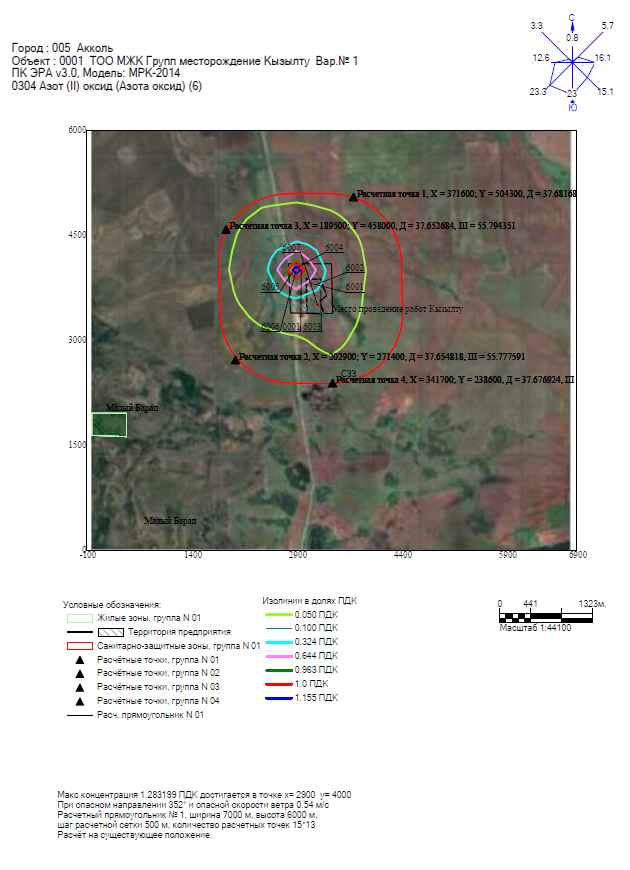 Город : 005 Акколь
Объект : 0001 ТОО МЖК Групп месторождение Кызылту Вар.№ 1
ПК ЭРА v3.0, Модель: МРК-2014
0304 Азот (II) оксид (Азота оксид) (6)
С
3.3 0.8 5.7
12.6 16.1
23.3 23 15.1
Ю
6000
4500
3000
1500
0
Расчетная точка 1, X = 371600; Y = 504300, Д = 37.68168
Расчетная точка 3, X = 189500; Y = 458000, Д = 37.652684, Ш = 55.794351
6007 6004
6002
6005 6001
Место проведение работ Кызылту
6006 0001 6003
Расчетная точка 2, X = 202900; Y = 271400, Д = 37.654818, Ш = 55.777591
СЗЗ
Расчетная точка 4, X = 341700; Y = 238600, Д = 37.676924, Ш
Малый Барап
Малый Барап
-100 1400 2900 4400 5900 6900
Условные обозначения:
Жилые зоны, группа N 01
Территория предприятия
Санитарно-защитные зоны, группа N 01
Расчётные точки, группа N 01
Расчётные точки, группа N 02
Расчётные точки, группа N 03
Расчётные точки, группа N 04
Расч. прямоугольник N 01
Изолинии в долях ПДК
0.050 ПДК
0.100 ПДК
0.324 ПДК
0.644 ПДК
0.963 ПДК
1.0 ПДК
1.155 ПДК
0 441 1323м.
Масштаб 1:44100
Макс концентрация 1.283199 ПДК достигается в точке x= 2900 y= 4000
При опасном направлении 352° и опасной скорости ветра 0.54 м/с
Расчетный прямоугольник № 1, ширина 7000 м, высота 6000 м,
шаг расчетной сетки 500 м, количество расчетных точек 15*13
Расчёт на существующее положение.